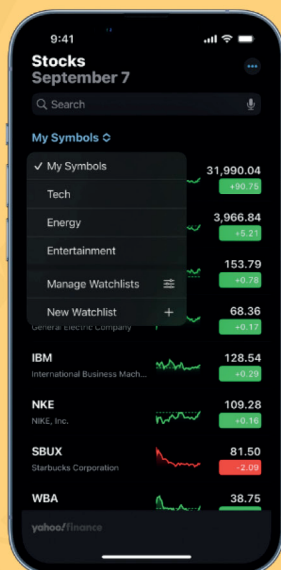 9:41
Stocks
September 7
Search
My Symbols
✓ My Symbols
Tech
Energy
Entertainment
Manage Watchlists
New Watchlist +
31,990.04
+90.75
3,966.84
+5.21
153.79
+0.78
68.36
General Electric Company +0.17
IBM 128.54
International Business Mach... +0.29
NKE 109.28
NIKE, Inc. +0.16
SBUX 81.50
Starbucks Corporation -2.09
WBA 38.75
yahoo!finance